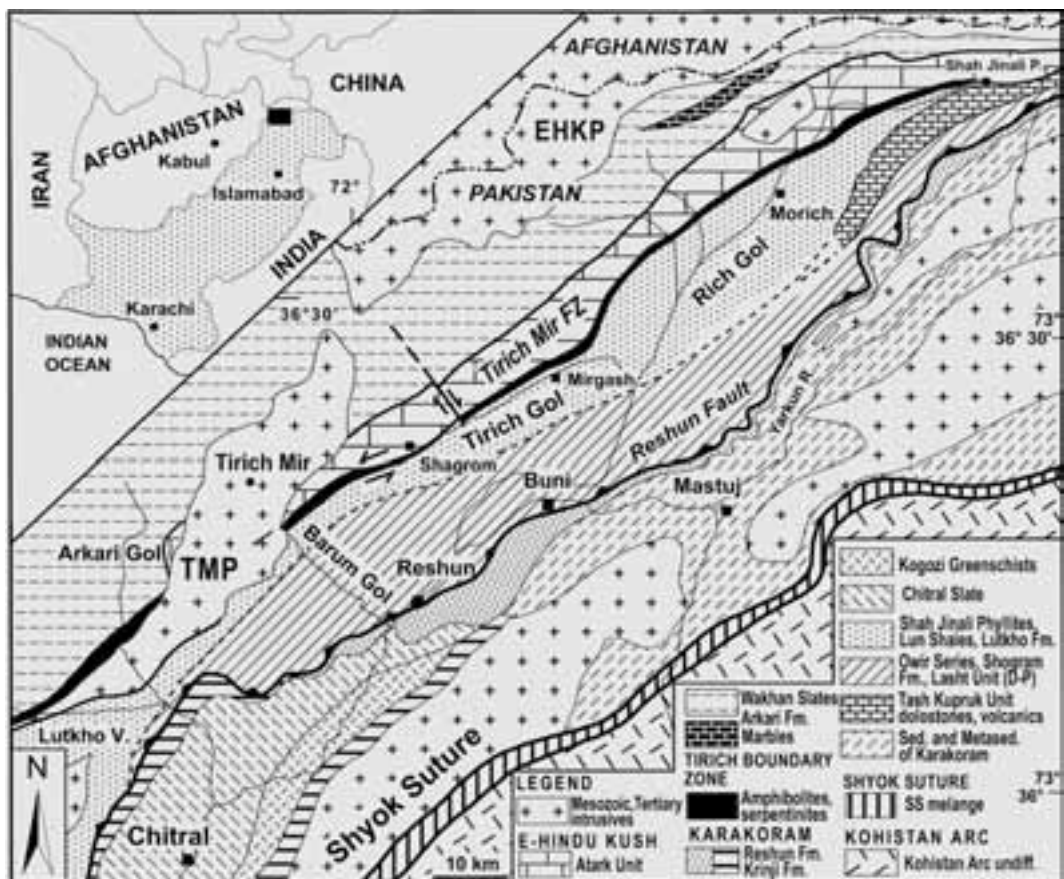 AFGHANISTAN
CHINA
Shah Jinali P.
EHKP
AFGHANISTAN
Kabul
IRAN
Islamabad
72°
PAKISTAN
Morich
INDIA
Rich Gol
Karachi
36° 30'
73°
36° 30'
INDIAN
OCEAN
Tirich Mir FZ
Mirgash
Tirich Gol
Reshun Fault
Yarkun R.
Shagrom
Tirich Mir
Buni
Mastuj
Barum Gol
Arkari Gol
TMP
Reshun
Lutkho V.
N
Chitral
Shyok Suture
10 km
LEGEND
Mesozoic, Tertiary
intrusives
E-HINDU KUSH
Atark Unit
Wakhan Slates
Arkari Fm.
Marbles
TIRICH BOUNDARY
ZONE
Amphibolites,
serpentinites
KARAKORAM
Reshun Fm.
Krinji Fm.
Kogozi Greenschists
Chitral Slate
Shah Jinali Phyllites,
Lun Shales, Lutkho Fm.
Owir Series, Shogram
Fm., Lasht Unit (D-P)
Tash Kupruk Unit
dolostones, volcanics
Sed. and Metased.
of Karakoram
SHYOK SUTURE
SS melange
KOHISTAN ARC
Kohistan Arc undiff.
73°
36°